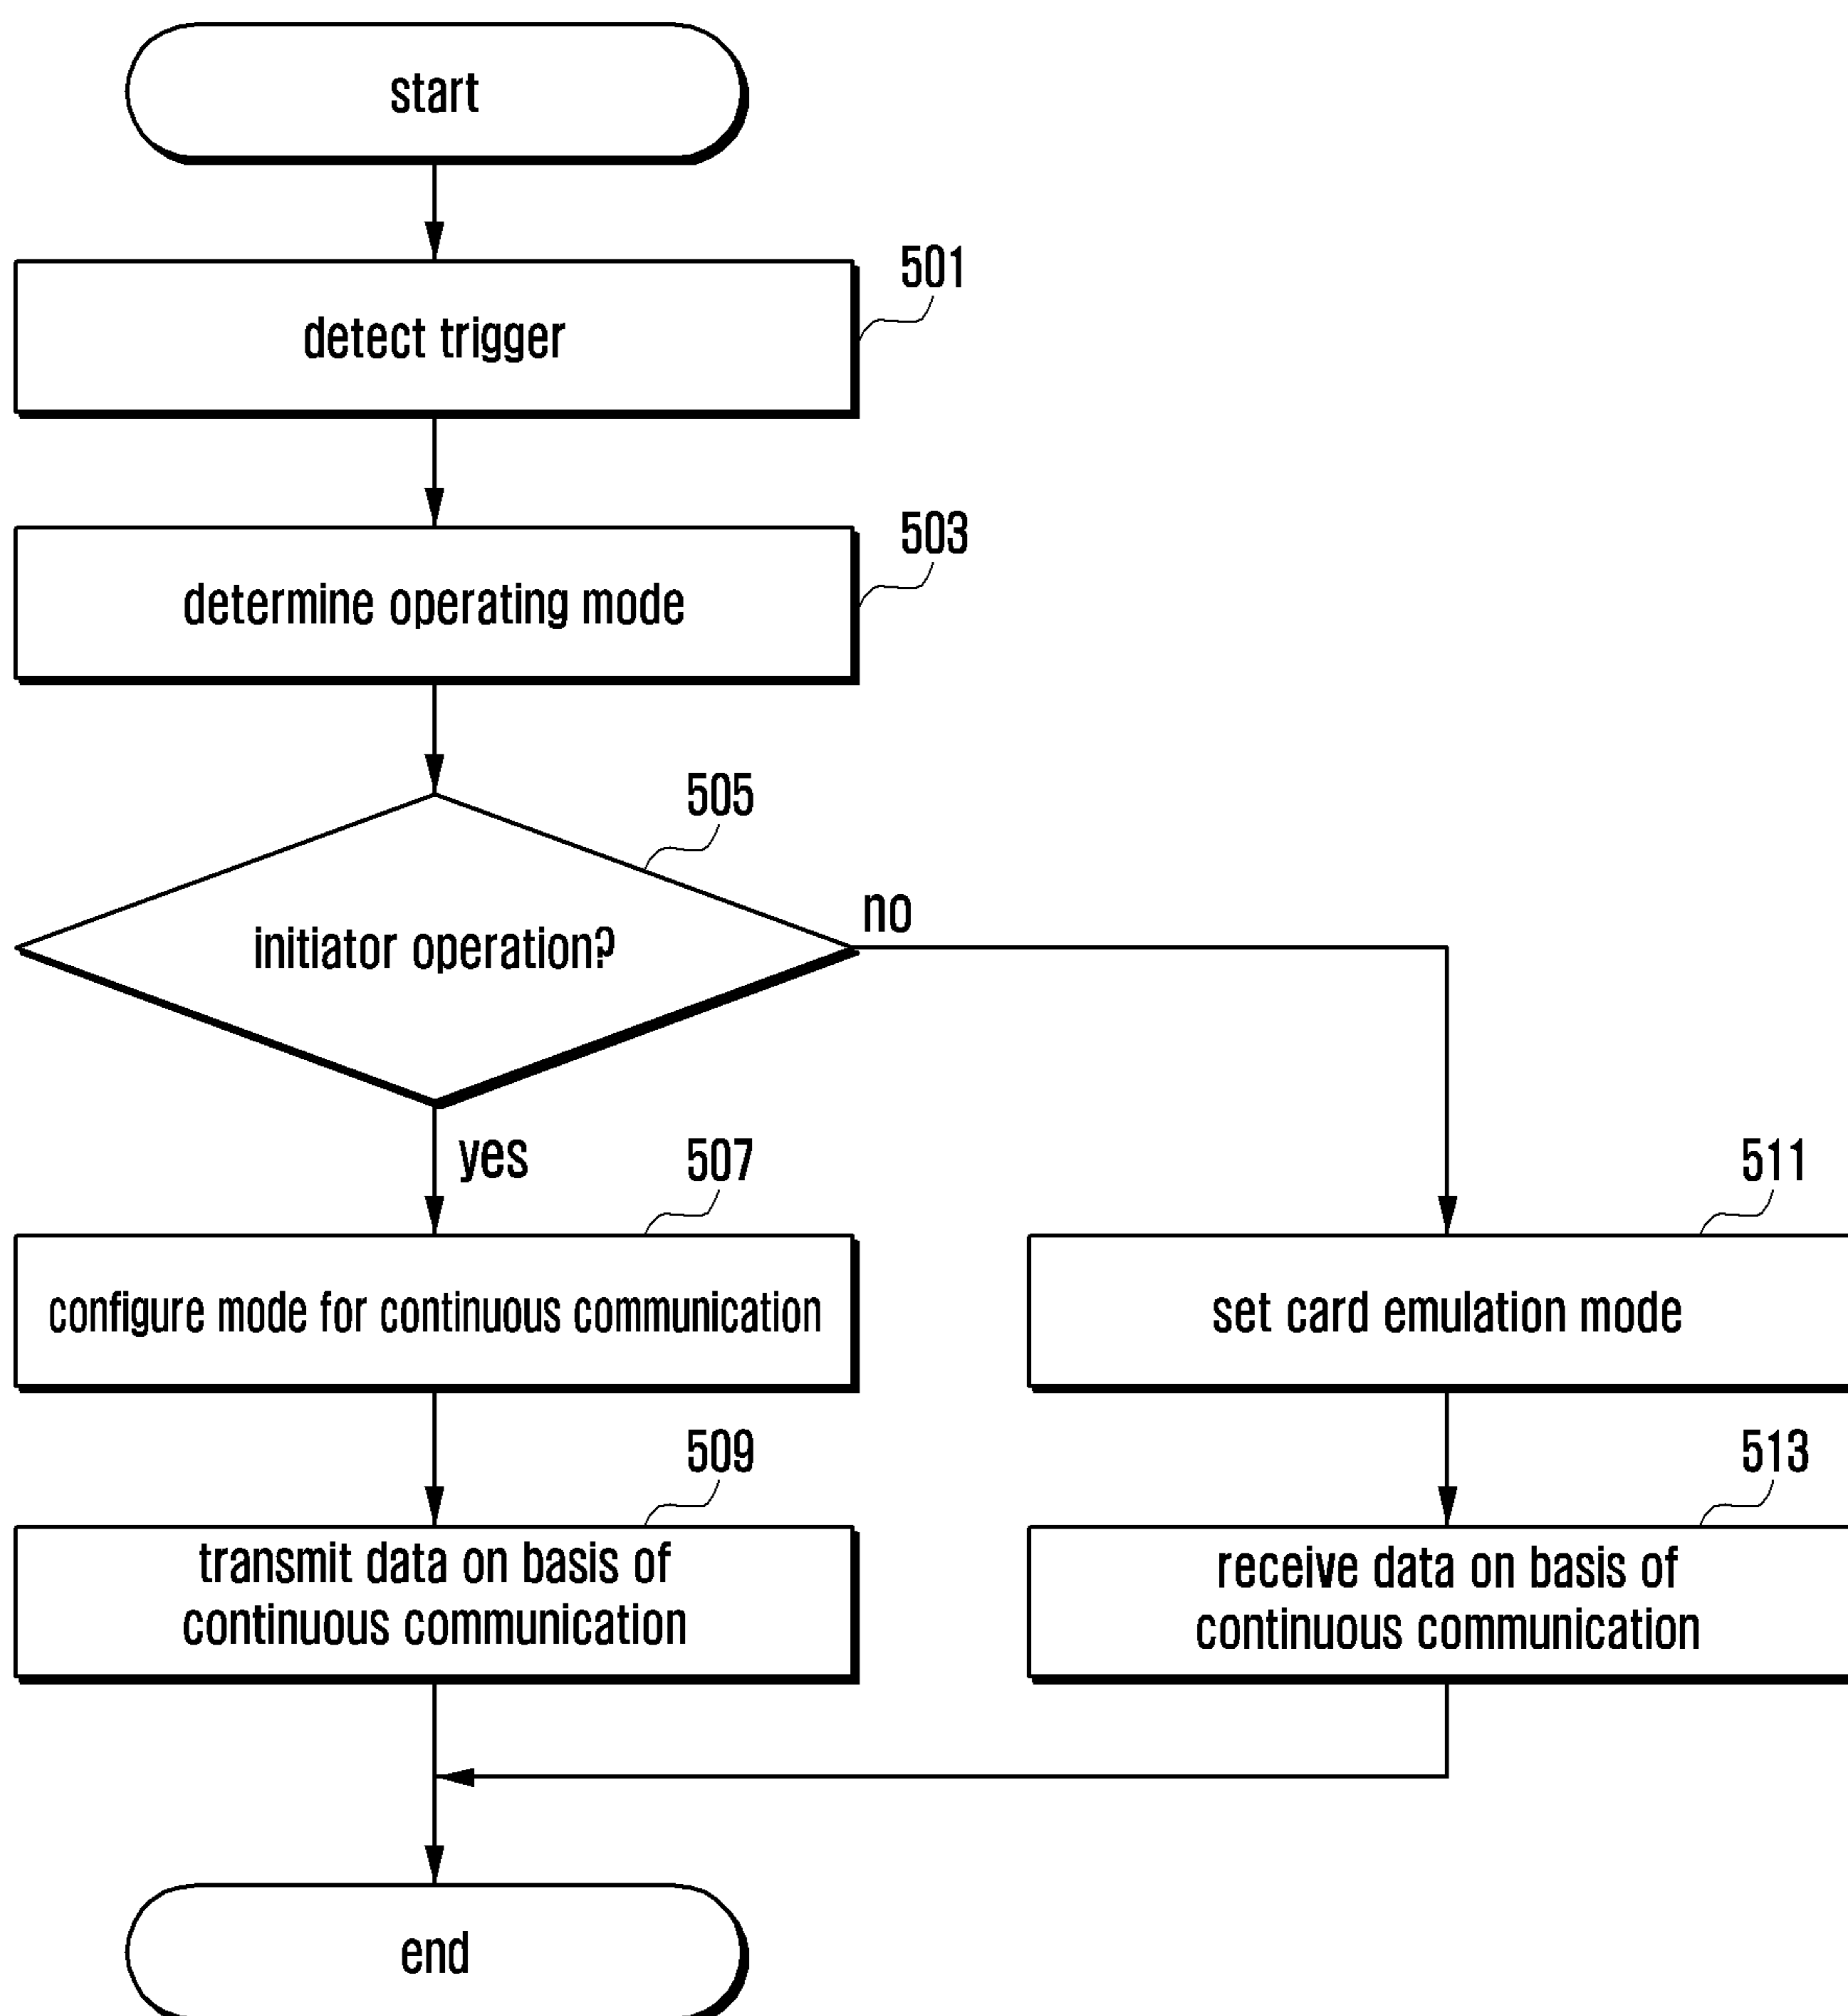 start
501
detect trigger
503
determine operating mode
505
initiator operation?
no
yes
507
configure mode for continuous communication
511
set card emulation mode
509
transmit data on basis of
continuous communication
513
receive data on basis of
continuous communication
end